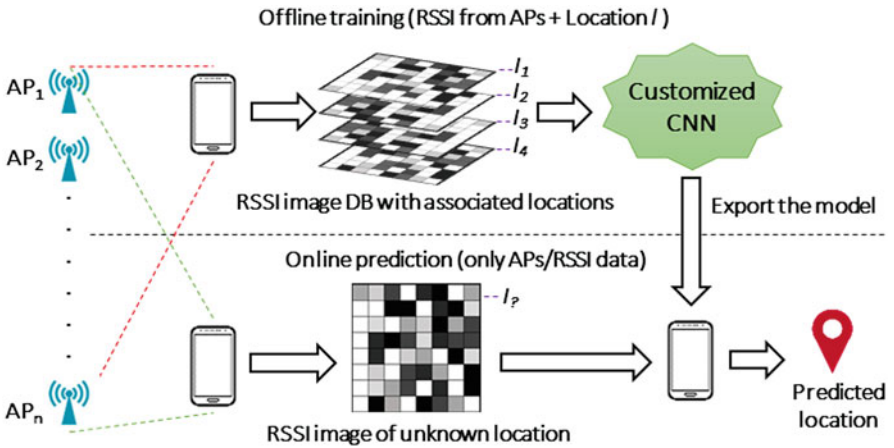 Offline training (RSSI from APs + Location l )
AP1
AP2
APn
l1
l2
l3
l4
Customized
CNN
RSSI image DB with associated locations
Export the model
Online prediction (only APs/RSSI data)
l?
RSSI image of unknown location
Predicted
location